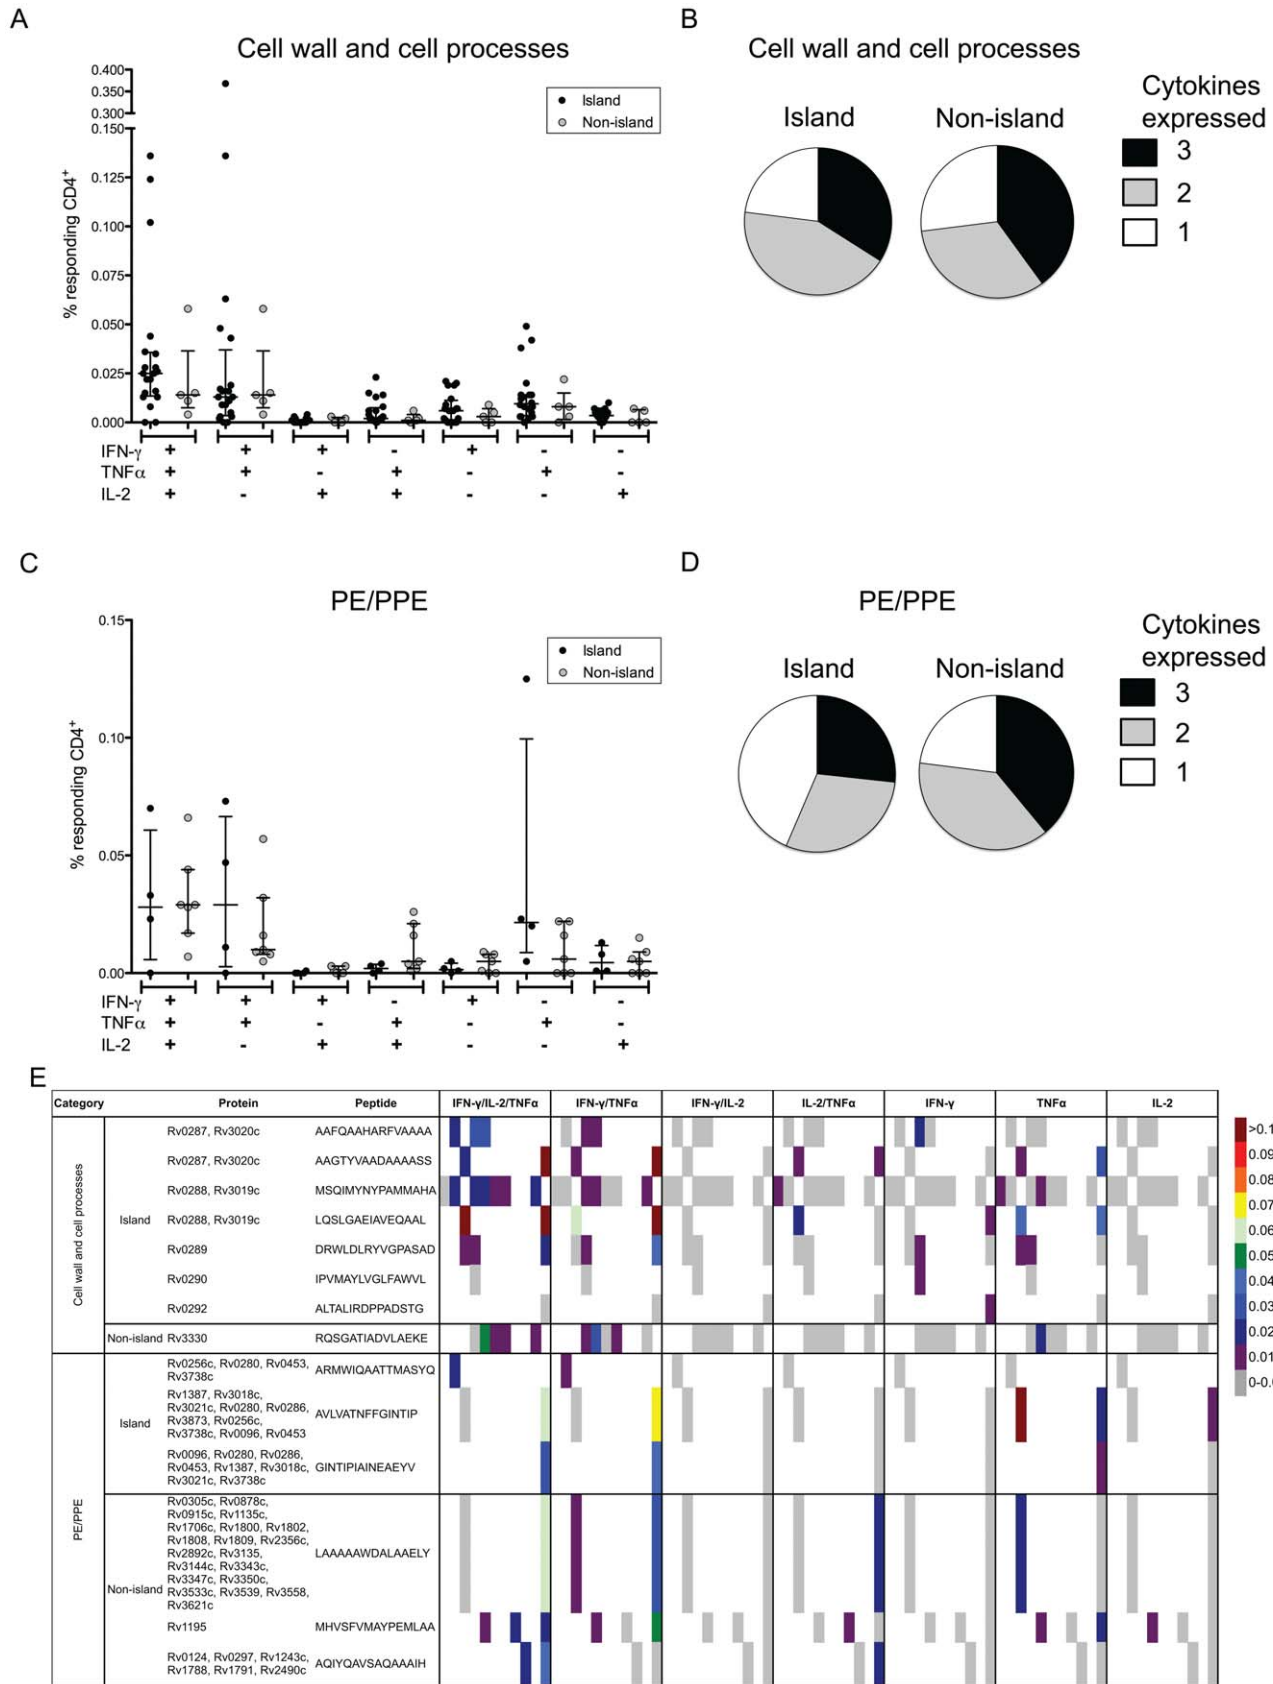 A
Cell wall and cell processes
0.400
0.350
0.300
0.150
0.125
0.100
0.075
0.050
0.025
0.000
% responding CD4+
Island
Non-island
IFN-γ + + + - + - -
TNFα + + - + - + -
IL-2 + - + + - - +
B
Cell wall and cell processes
Island
Non-island
Cytokines
expressed
3
2
1
C
PE/PPE
0.15
0.10
0.05
0.00
% responding CD4+
Island
Non-island
IFN-γ + + + - + - -
TNFα + + - + - + -
IL-2 + - + + - - +
D
PE/PPE
Island
Non-island
Cytokines
expressed
3
2
1
E
Category Protein Peptide IFN-γ/IL-2/TNFα IFN-γ/TNFα IFN-γ/IL-2 IL-2/TNFα IFN-γ TNFα IL-2
Cell wall and cell processes
Island
Rv0287, Rv3020c AAFQAAHARFVAAAA
Rv0287, Rv3020c AAGTYVAADAAAASS
Rv0288, Rv3019c MSQIMYNYPAMMAHA
Rv0288, Rv3019c LQSLGAEIAVEQAAL
Rv0289 DRWLDLRYVGPASAD
Rv0290 IPVMAYLVGLFAWVL
Rv0292 ALTALIRDPPADSTG
Non-island Rv3330 RQSGATIADVLAEKE
PE/PPE
Island
Rv0256c, Rv0280, Rv0453,
Rv3738c
ARMWIQAATTMASYQ
Rv1387, Rv3018c,
Rv3021c, Rv0280, Rv0286,
Rv3873, Rv0256c,
Rv3738c, Rv0096, Rv0453
AVLVATNFFGINTIP
Rv0096, Rv0280, Rv0286,
Rv0453, Rv1387, Rv3018c,
Rv3021c, Rv3738c
GINTIPIAINEAEYV
Non-island
Rv0305c, Rv0878c,
Rv0915c, Rv1135c,
Rv1706c, Rv1800, Rv1802,
Rv1808, Rv1809, Rv2356c,
Rv2892c, Rv3135,
Rv3144c, Rv3343c,
Rv3347c, Rv3350c,
Rv3533c, Rv3539, Rv3558,
Rv3621c
LAAAAAWDALAAELY
Rv1195 MHVSFVMAYPEMLAA
Rv0124, Rv0297, Rv1243c,
Rv1788, Rv1791, Rv2490c
AQIYQAVSAQAAAIH
>0.1
0.09
0.08
0.07
0.06
0.05
0.04
0.03
0.02
0.01
0-0.0